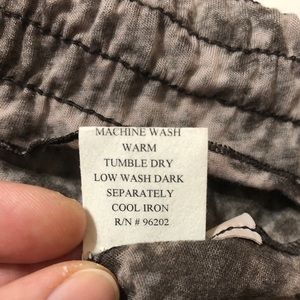 MACHINE WASH
WARM
TUMBLE DRY
LOW WASH DARK
SEPARATELY
COOL IRON
R/N # 96202